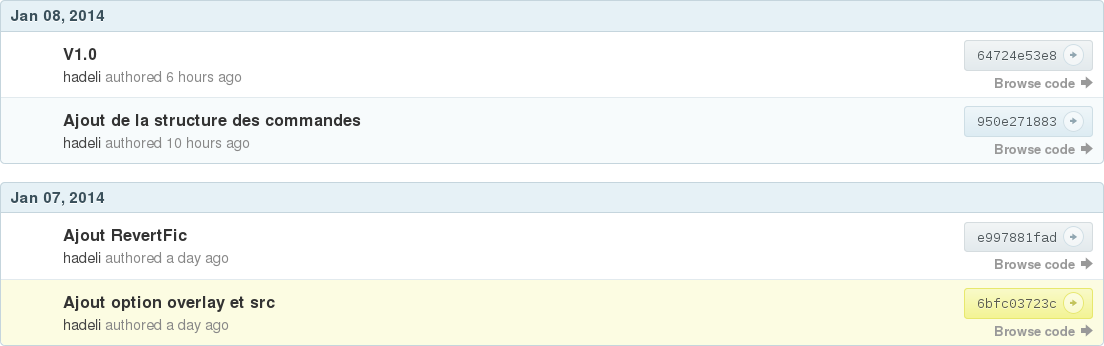 Jan 08, 2014
V1.0
64724e53e8
hadeli authored 6 hours ago
Browse code
Ajout de la structure des commandes
950e271883
hadeli authored 10 hours ago
Browse code
Jan 07, 2014
Ajout RevertFic
e997881fad
hadeli authored a day ago
Browse code
Ajout option overlay et src
6bfc03723c
hadeli authored a day ago
Browse code